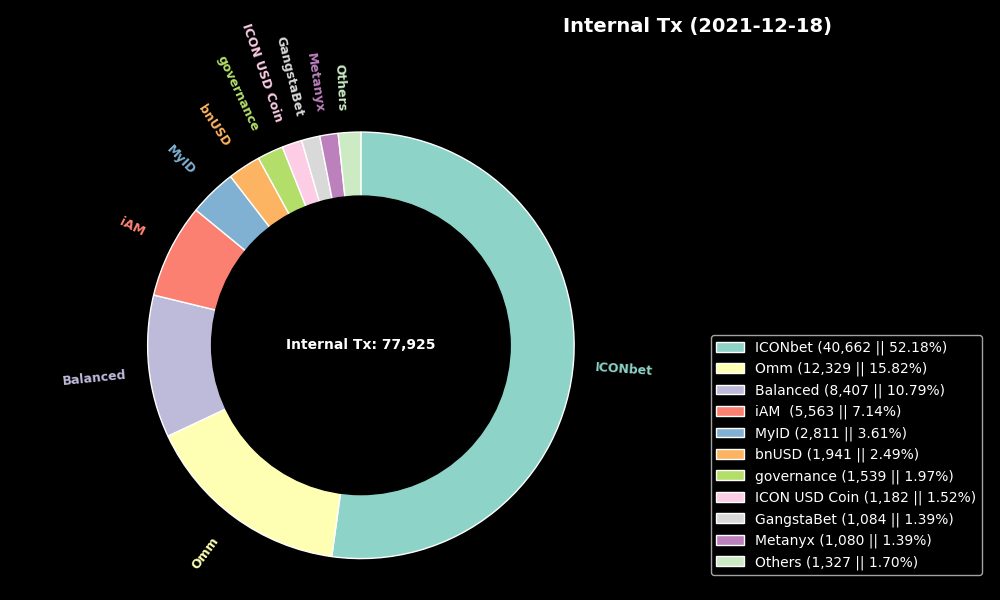 Internal Tx (2021-12-18)
ICON USD Coin
GangstaBet
Metanyx
Others
governance
bnUSD
MyID
iAM
Balanced
Omm
ICONbet
Internal Tx: 77,925
ICONbet (40,662 || 52.18%)
Omm (12,329 || 15.82%)
Balanced (8,407 || 10.79%)
iAM  (5,563 || 7.14%)
MyID (2,811 || 3.61%)
bnUSD (1,941 || 2.49%)
governance (1,539 || 1.97%)
ICON USD Coin (1,182 || 1.52%)
GangstaBet (1,084 || 1.39%)
Metanyx (1,080 || 1.39%)
Others (1,327 || 1.70%)